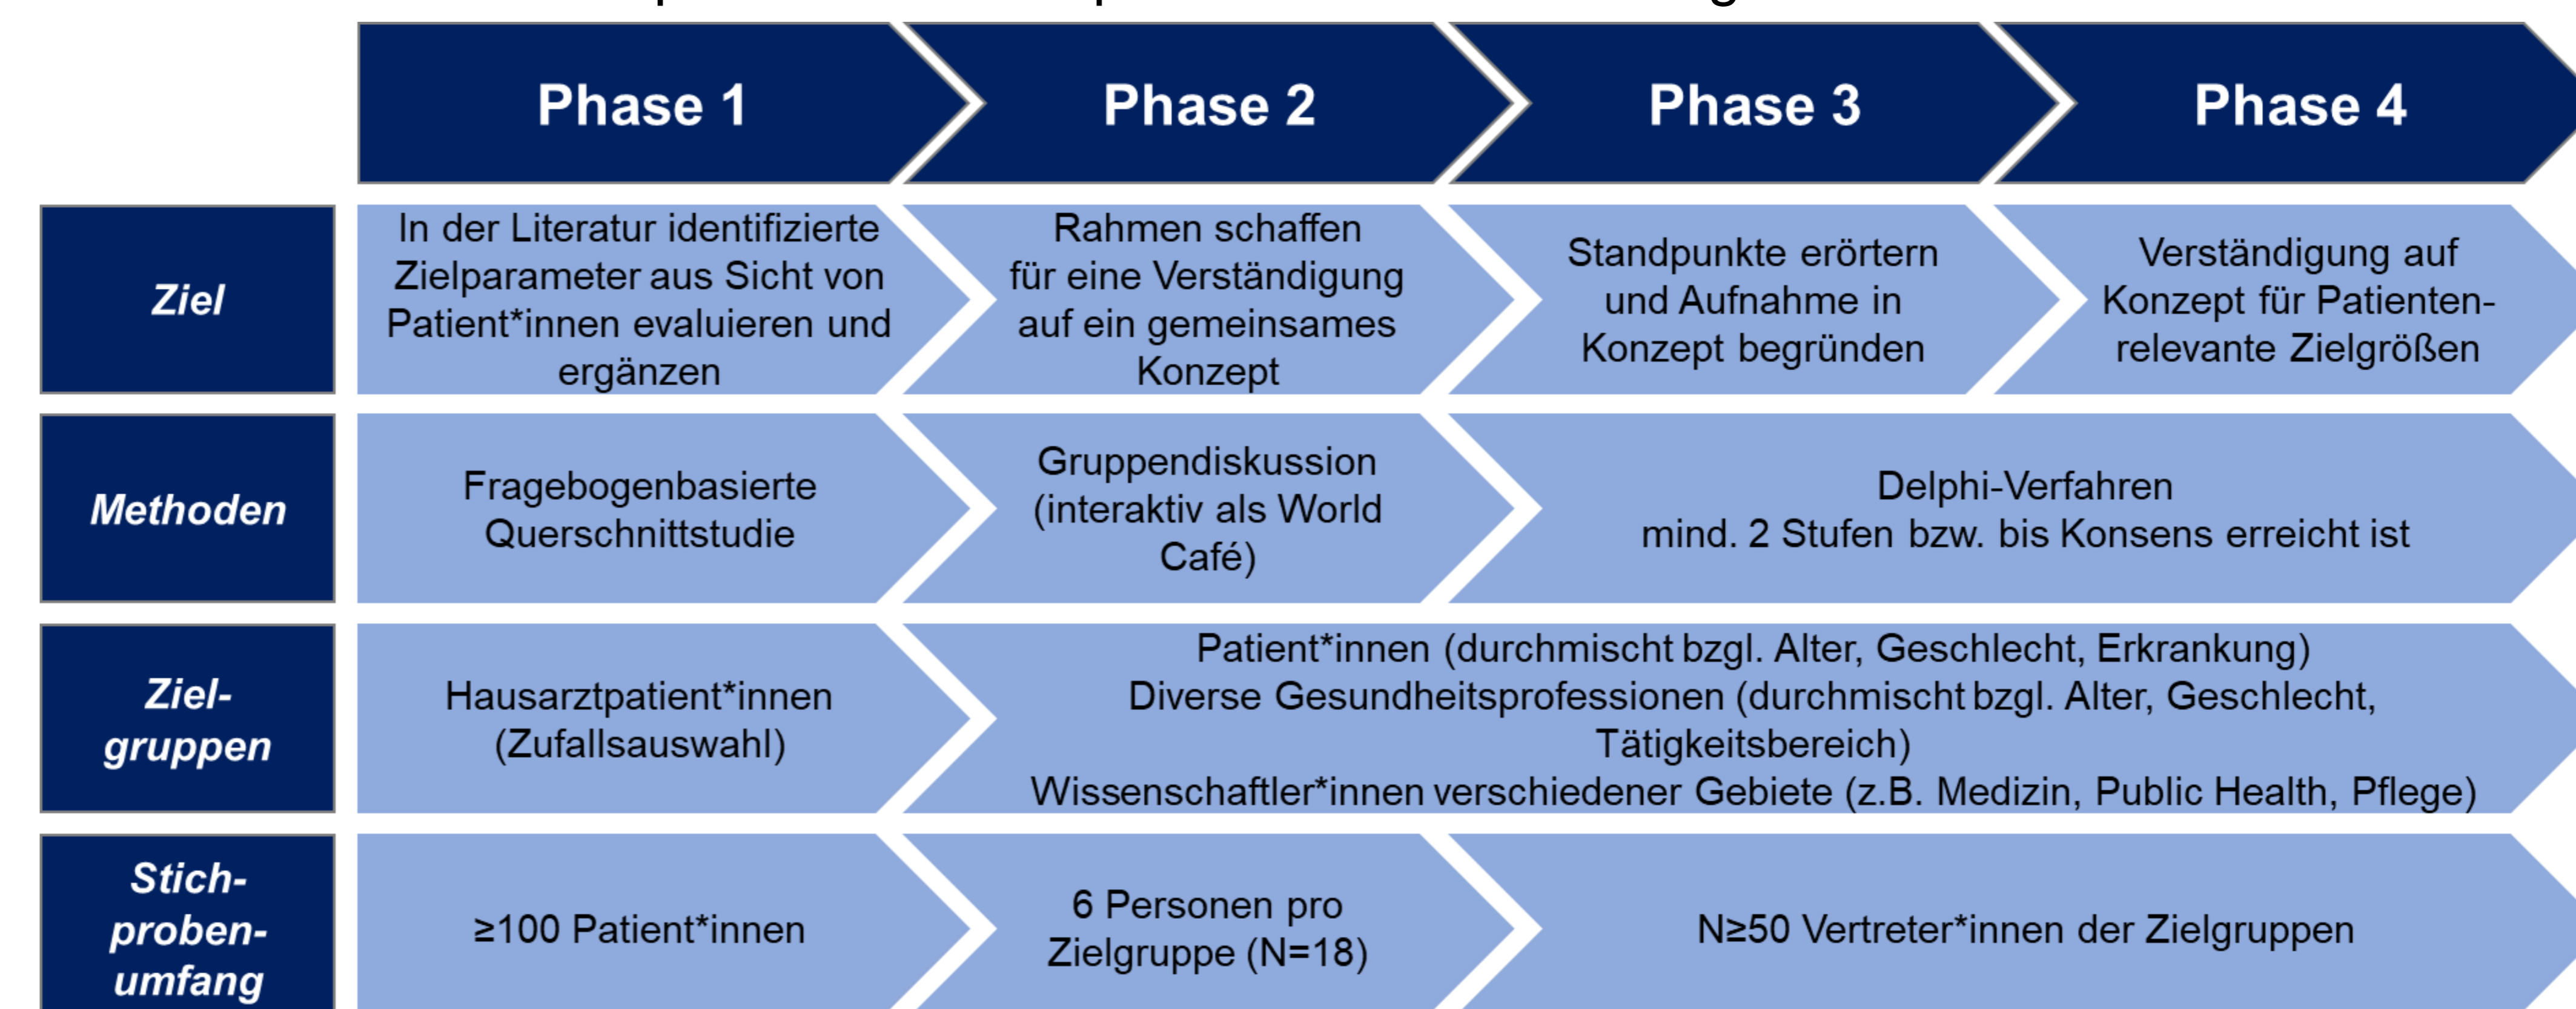 Phase 1
Phase 2
Phase 3
Phase 4
Ziel
In der Literatur identifizierte
Zielparameter aus Sicht von
Patient*innen evaluieren und
ergänzen
Rahmen schaffen
für eine Verständigung
auf ein gemeinsames
Konzept
Standpunkte erörtern
und Aufnahme in
Konzept begründen
Verständigung auf
Konzept für Patienten-
relevante Zielgrößen
Methoden
Fragebogenbasierte
Querschnittstudie
Gruppendiskussion
(interaktiv als World
Café)
Delphi-Verfahren
mind. 2 Stufen bzw. bis Konsens erreicht ist
Ziel-
gruppen
Hausarztpatient*innen
(Zufallsauswahl)
Patient*innen (durchmischt bzgl. Alter, Geschlecht, Erkrankung)
Diverse Gesundheitsprofessionen (durchmischt bzgl. Alter, Geschlecht,
Tätigkeitsbereich)
Wissenschaftler*innen verschiedener Gebiete (z.B. Medizin, Public Health, Pflege)
Stich-
proben-
umfang
≥100 Patient*innen
6 Personen pro
Zielgruppe (N=18)
N≥50 Vertreter*innen der Zielgruppen